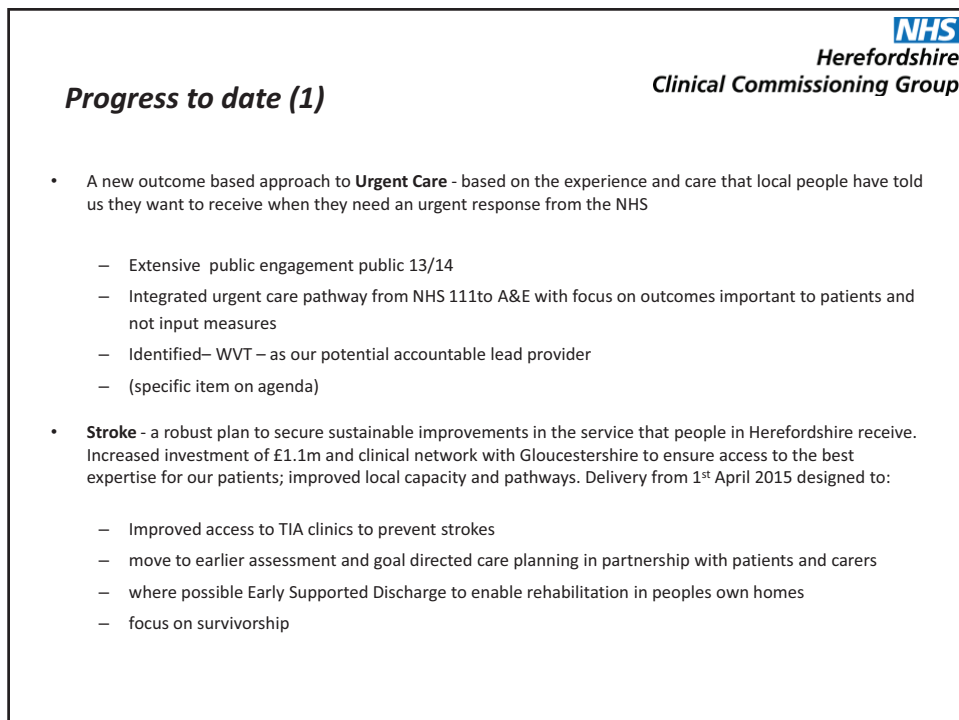 NHS
Herefordshire
Clinical Commissioning Group
Progress to date (1)
• A new outcome based approach to Urgent Care - based on the experience and care that local people have told
us they want to receive when they need an urgent response from the NHS
– Extensive public engagement public 13/14
– Integrated urgent care pathway from NHS 111to A&E with focus on outcomes important to patients and
not input measures
– Identified– WVT – as our potential accountable lead provider
– (specific item on agenda)
• Stroke - a robust plan to secure sustainable improvements in the service that people in Herefordshire receive.
Increased investment of £1.1m and clinical network with Gloucestershire to ensure access to the best
expertise for our patients; improved local capacity and pathways. Delivery from 1st April 2015 designed to:
– Improved access to TIA clinics to prevent strokes
– move to earlier assessment and goal directed care planning in partnership with patients and carers
– where possible Early Supported Discharge to enable rehabilitation in peoples own homes
– focus on survivorship